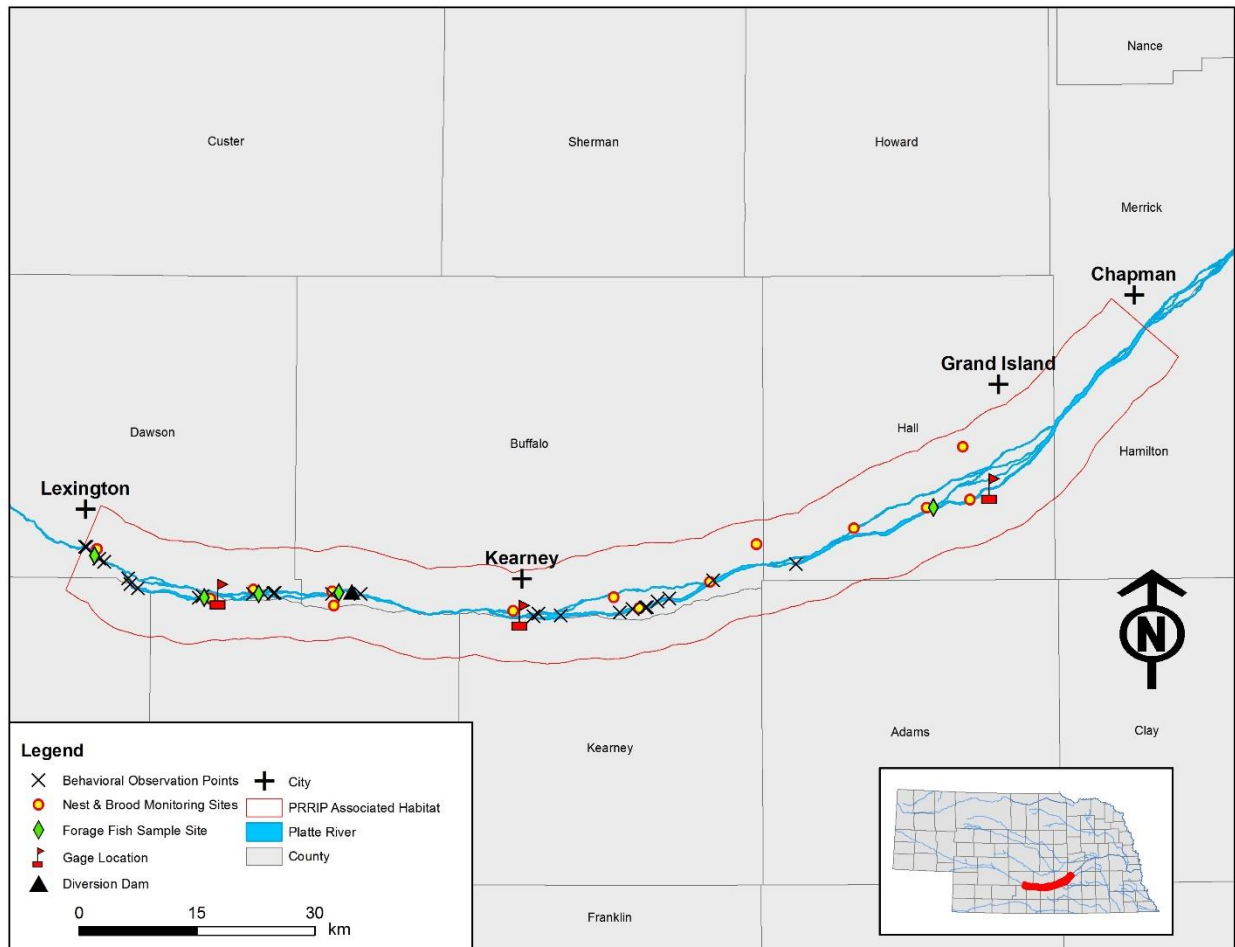 Nance
Custer
Sherman
Howard
Merrick
Chapman
Grand Island
Dawson
Buffalo
Hall
Hamilton
Lexington
Kearney
N
Kearney
Adams
Clay
Franklin
Legend
Behavioral Observation Points
City
Nest & Brood Monitoring Sites
PRRIP Associated Habitat
Forage Fish Sample Site
Platte River
Gage Location
County
Diversion Dam
0 15 30
km